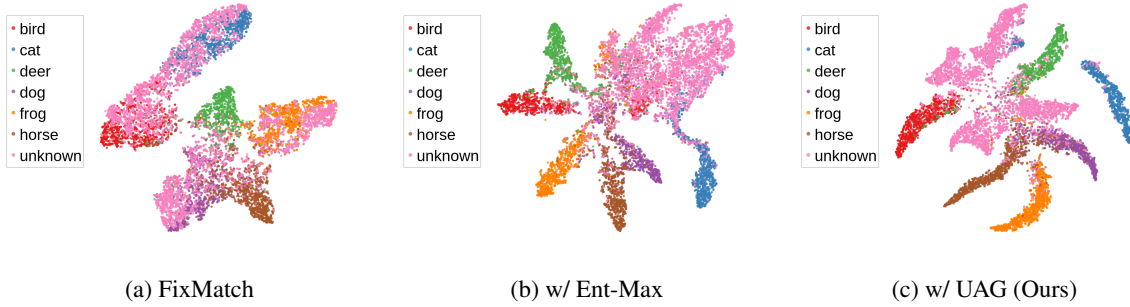 bird
cat
deer
dog
frog
horse
unknown
bird
cat
deer
dog
frog
horse
unknown
bird
cat
deer
dog
frog
horse
unknown
(a) FixMatch
(b) w/ Ent-Max
(c) w/ UAG (Ours)